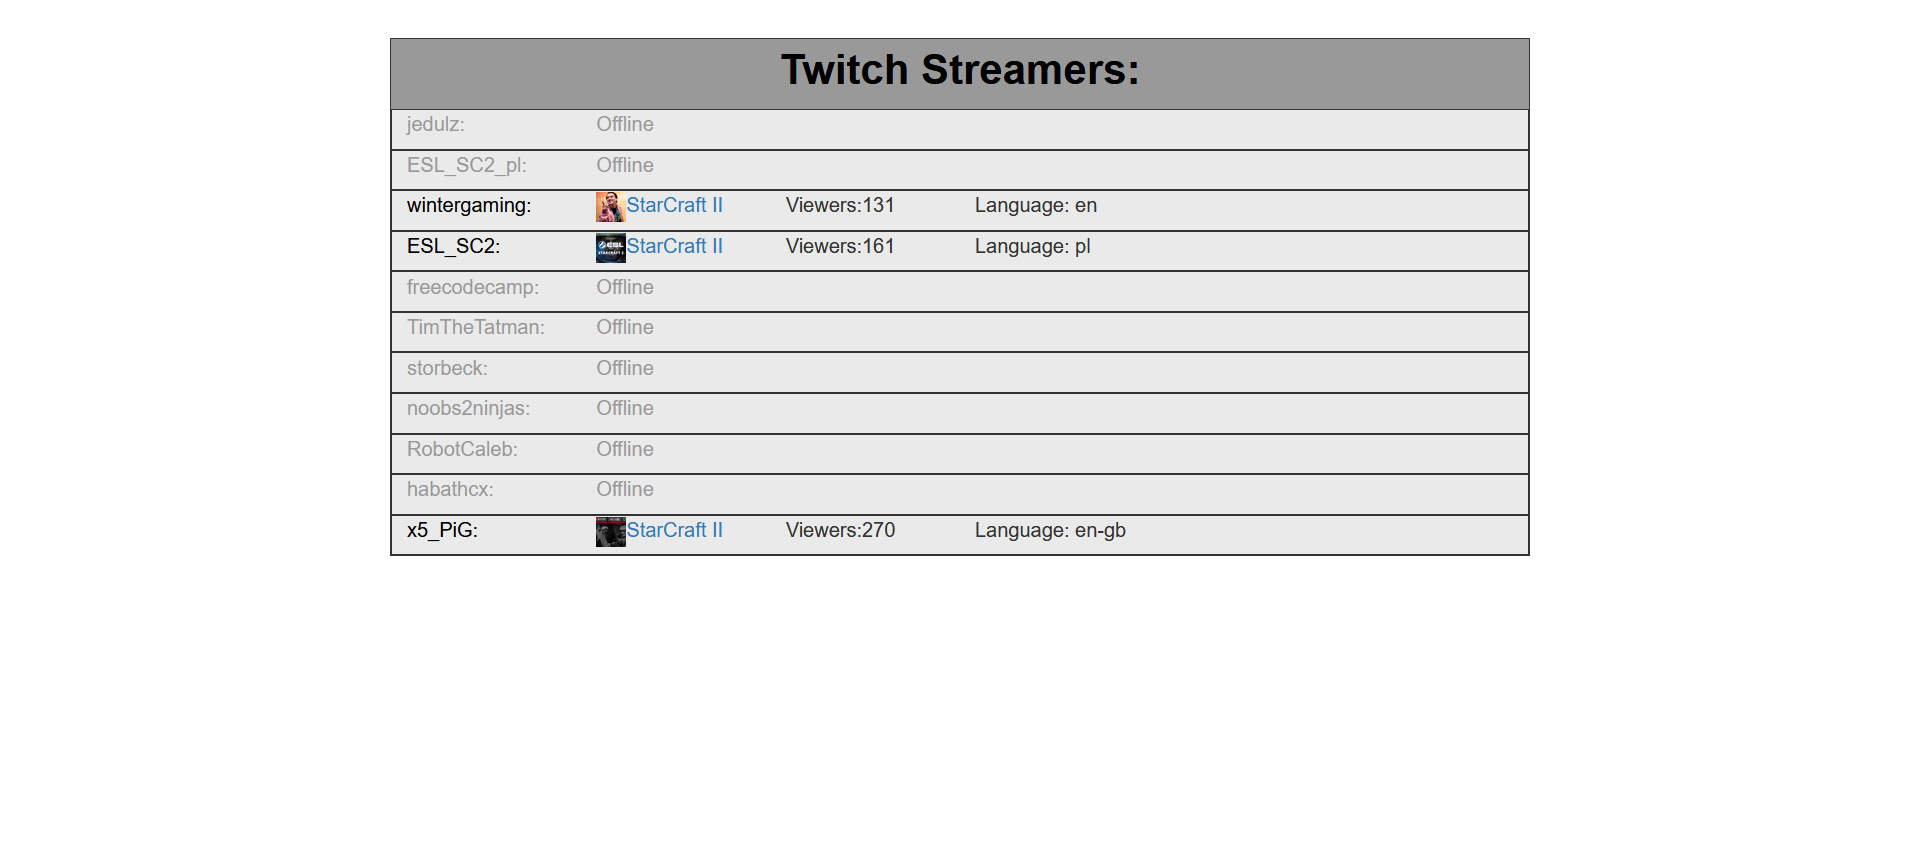 Twitch Streamers:
jedulz: Offline
ESL_SC2_pl: Offline
wintergaming: StarCraft II Viewers:131 Language: en
ESL_SC2: StarCraft II Viewers:161 Language: pl
freecodecamp: Offline
TimTheTatman: Offline
storbeck: Offline
noobs2ninjas: Offline
RobotCaleb: Offline
habathcx: Offline
x5_PiG: StarCraft II Viewers:270 Language: en-gb